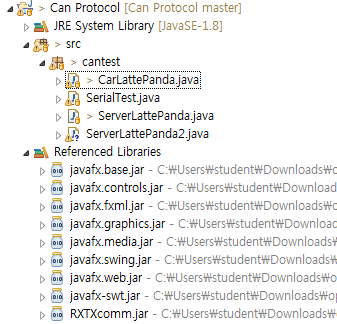 > Can Protocol [Can Protocol master]
JRE System Library [JavaSE-1.8]
> src
> cantest
> CarLattePanda.java
SerialTest.java
> ServerLattePanda.java
ServerLattePanda2.java
Referenced Libraries
javafx.base.jar - C:₩Users₩student₩Downloads₩o
javafx.controls.jar - C:₩Users₩student₩Downloa
javafx.fxml.jar - C:₩Users₩student₩Downloads₩
javafx.graphics.jar - C:₩Users₩student₩Downloa
javafx.media.jar - C:₩Users₩student₩Download
javafx.swing.jar - C:₩Users₩student₩Download
javafx.web.jar - C:₩Users₩student₩Downloads₩
javafx-swt.jar - C:₩Users₩student₩Downloads₩op
RXTXcomm.jar - C:₩Users₩student₩Downloads